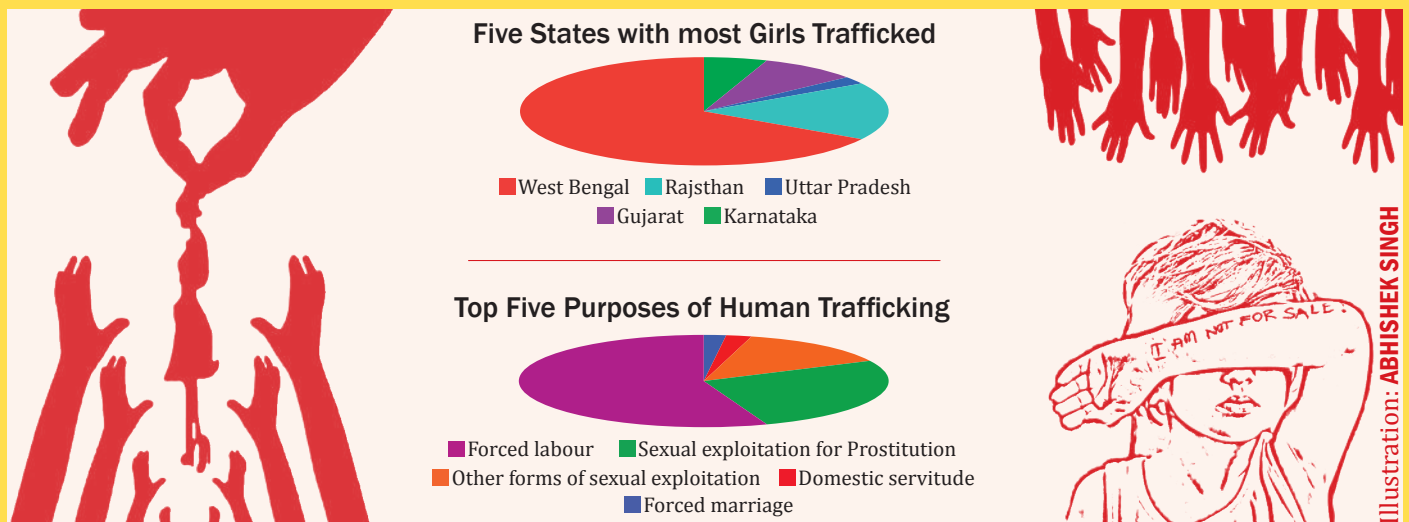 Five States with most Girls Trafficked
West Bengal Rajsthan Uttar Pradesh
Gujarat Karnataka
Top Five Purposes of Human Trafficking
Forced labour Sexual exploitation for Prostitution
Other forms of sexual exploitation Domestic servitude
Forced marriage
I AM NOT FOR SALE.
Illustration: ABHISHEK SINGH